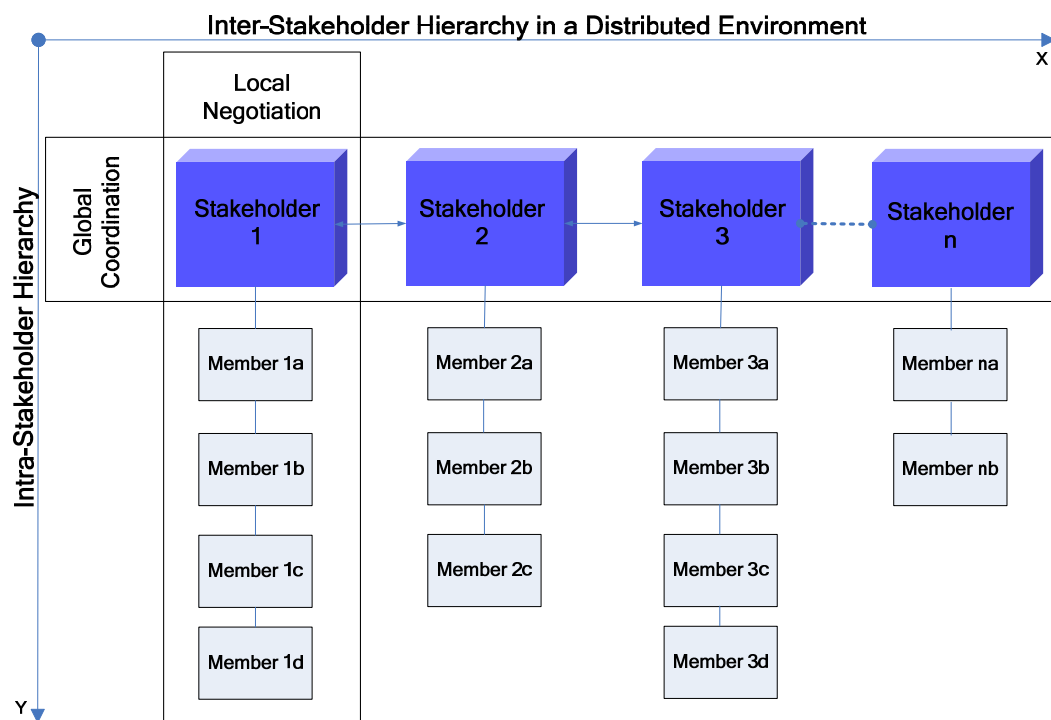 Inter-Stakeholder Hierarchy in a Distributed Environment
X
Local
Negotiation
Global
Coordination
Stakeholder
1
Stakeholder
2
Stakeholder
3
Stakeholder
n
Intra-Stakeholder Hierarchy
Member 1a
Member 2a
Member 3a
Member na
Member 1b
Member 2b
Member 3b
Member nb
Member 1c
Member 2c
Member 3c
Member 1d
Member 3d
Y